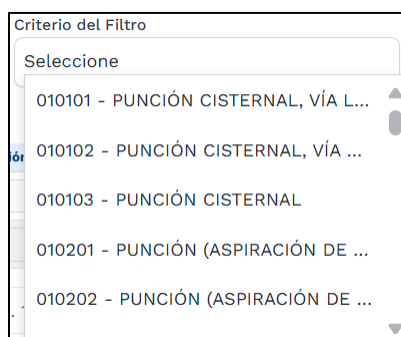 Criterio del Filtro
Seleccione
010101 - PUNCIÓN CISTERNAL, VÍA L...
010102 - PUNCIÓN CISTERNAL, VÍA ...
010103 - PUNCIÓN CISTERNAL
010201 - PUNCIÓN (ASPIRACIÓN DE ...
010202 - PUNCIÓN (ASPIRACIÓN DE ...